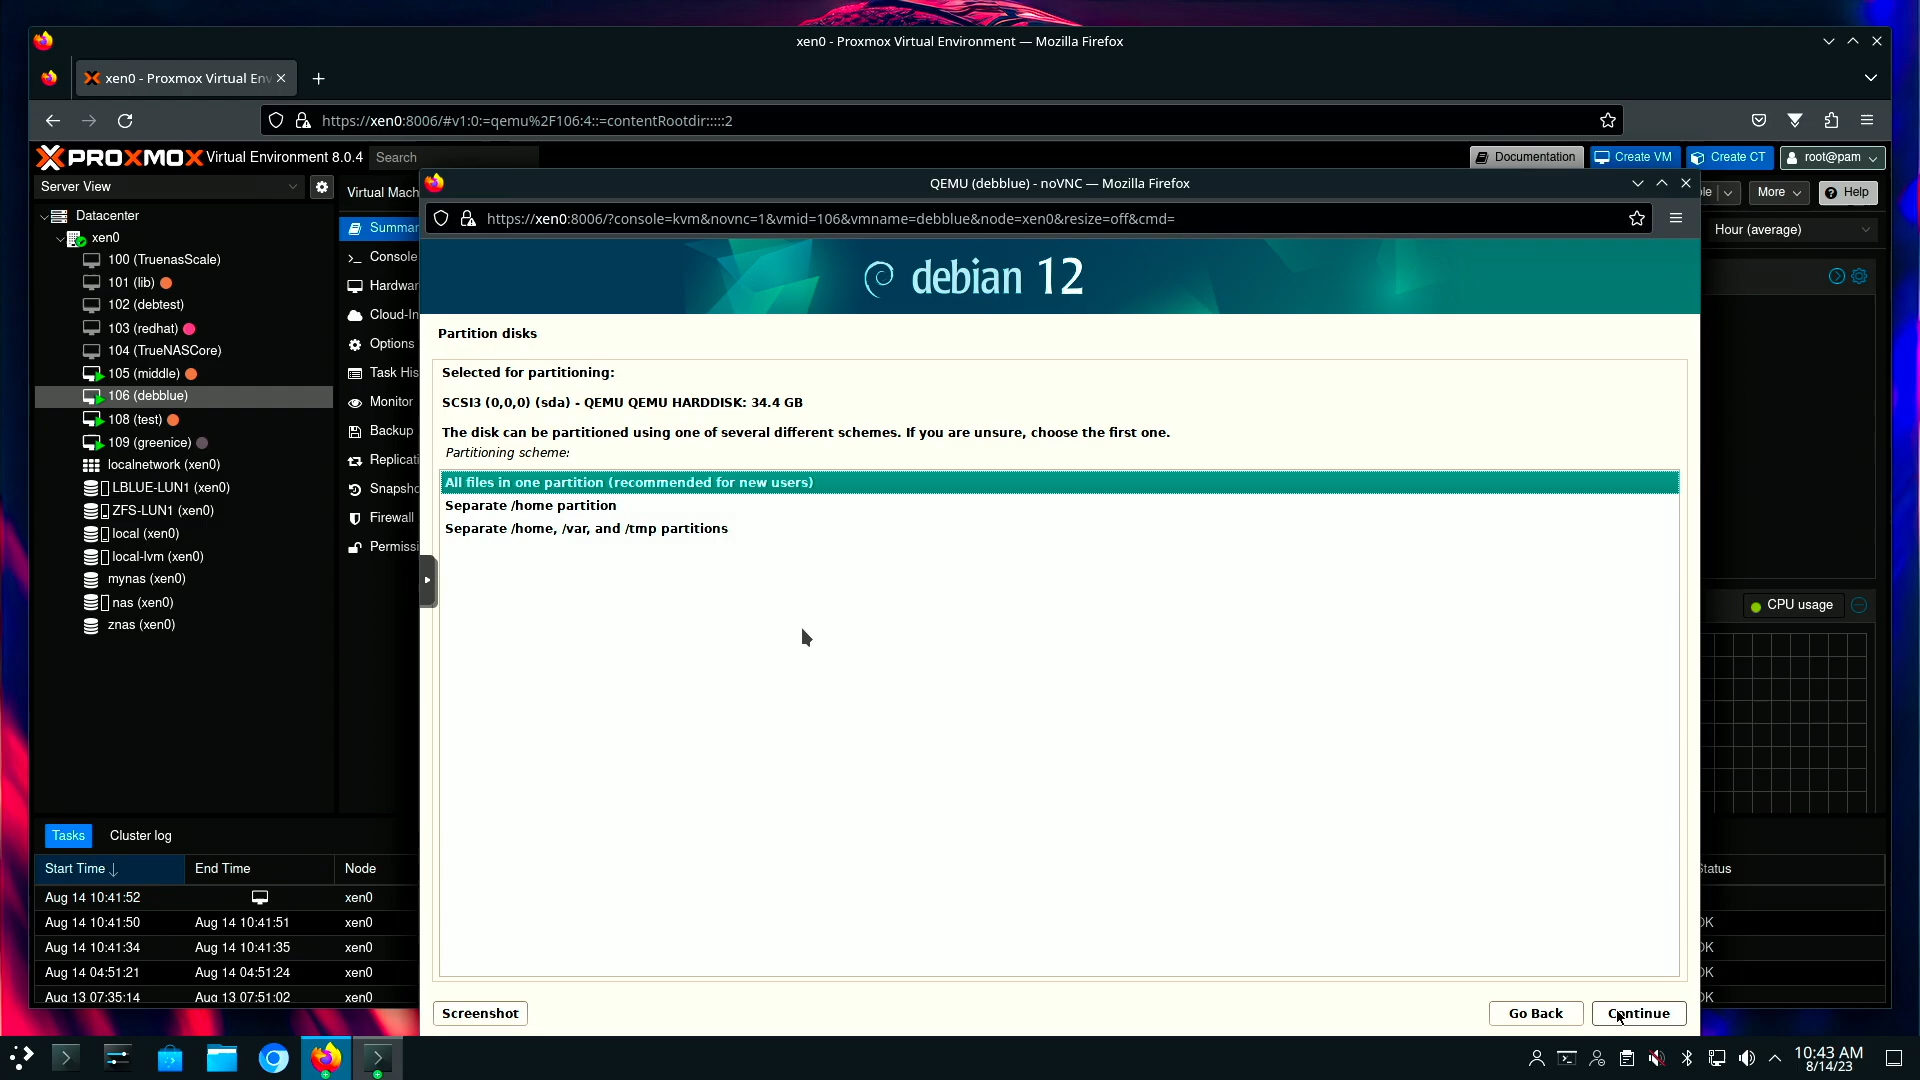 xen0 - Proxmox Virtual Environment — Mozilla Firefox
xen0 - Proxmox Virtual Env
https://xen0:8006/#v1:0:=qemu%2F106:4::=contentRootdir:::::2
PROXMOX Virtual Environment 8.0.4
Search
Documentation
Create VM
Create CT
root@pam
Server View
Virtual Mach
More
Help
QEMU (debblue) - noVNC — Mozilla Firefox
https://xen0:8006/?console=kvm&novnc=1&vmid=106&vmname=debblue&node=xen0&resize=off&cmd=
Hour (average)
Datacenter
xen0
100 (TruenasScale)
101 (lib)
102 (debtest)
103 (redhat)
104 (TrueNASCore)
105 (middle)
106 (debblue)
108 (test)
109 (greenice)
localnetwork (xen0)
LBLUE-LUN1 (xen0)
ZFS-LUN1 (xen0)
local (xen0)
local-lvm (xen0)
mynas (xen0)
nas (xen0)
znas (xen0)
Summar
Console
Hardwar
Cloud-In
Options
Task His
Monitor
Backup
Replicati
Snapsho
Firewall
Permissi
debian 12
Partition disks
Selected for partitioning:
SCSI3 (0,0,0) (sda) - QEMU QEMU HARDDISK: 34.4 GB
The disk can be partitioned using one of several different schemes. If you are unsure, choose the first one.
Partitioning scheme:
All files in one partition (recommended for new users)
Separate /home partition
Separate /home, /var, and /tmp partitions
Screenshot
Go Back
Continue
CPU usage
Tasks
Cluster log
Start Time
End Time
Node
Status
Aug 14 10:41:52
xen0
Aug 14 10:41:50
Aug 14 10:41:51
xen0
OK
Aug 14 10:41:34
Aug 14 10:41:35
xen0
OK
Aug 14 04:51:21
Aug 14 04:51:24
xen0
OK
Aug 13 07:35:14
Aug 13 07:51:02
xen0
OK
10:43 AM
8/14/23